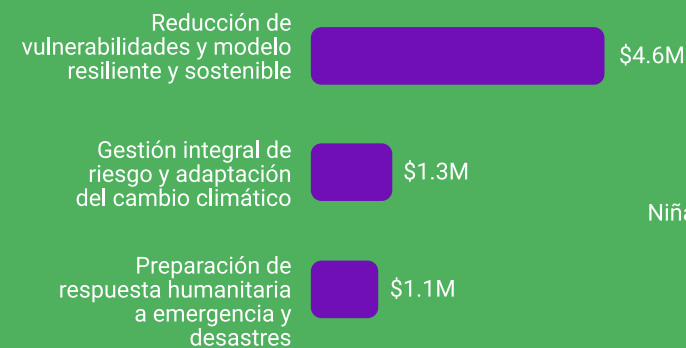 Reducción de
vulnerabilidades y modelo
resiliente y sostenible
$4.6M
Gestión integral de
riesgo y adaptación
del cambio climático
$1.3M
Niña
Preparación de
respuesta humanitaria
a emergencia y
desastres
$1.1M